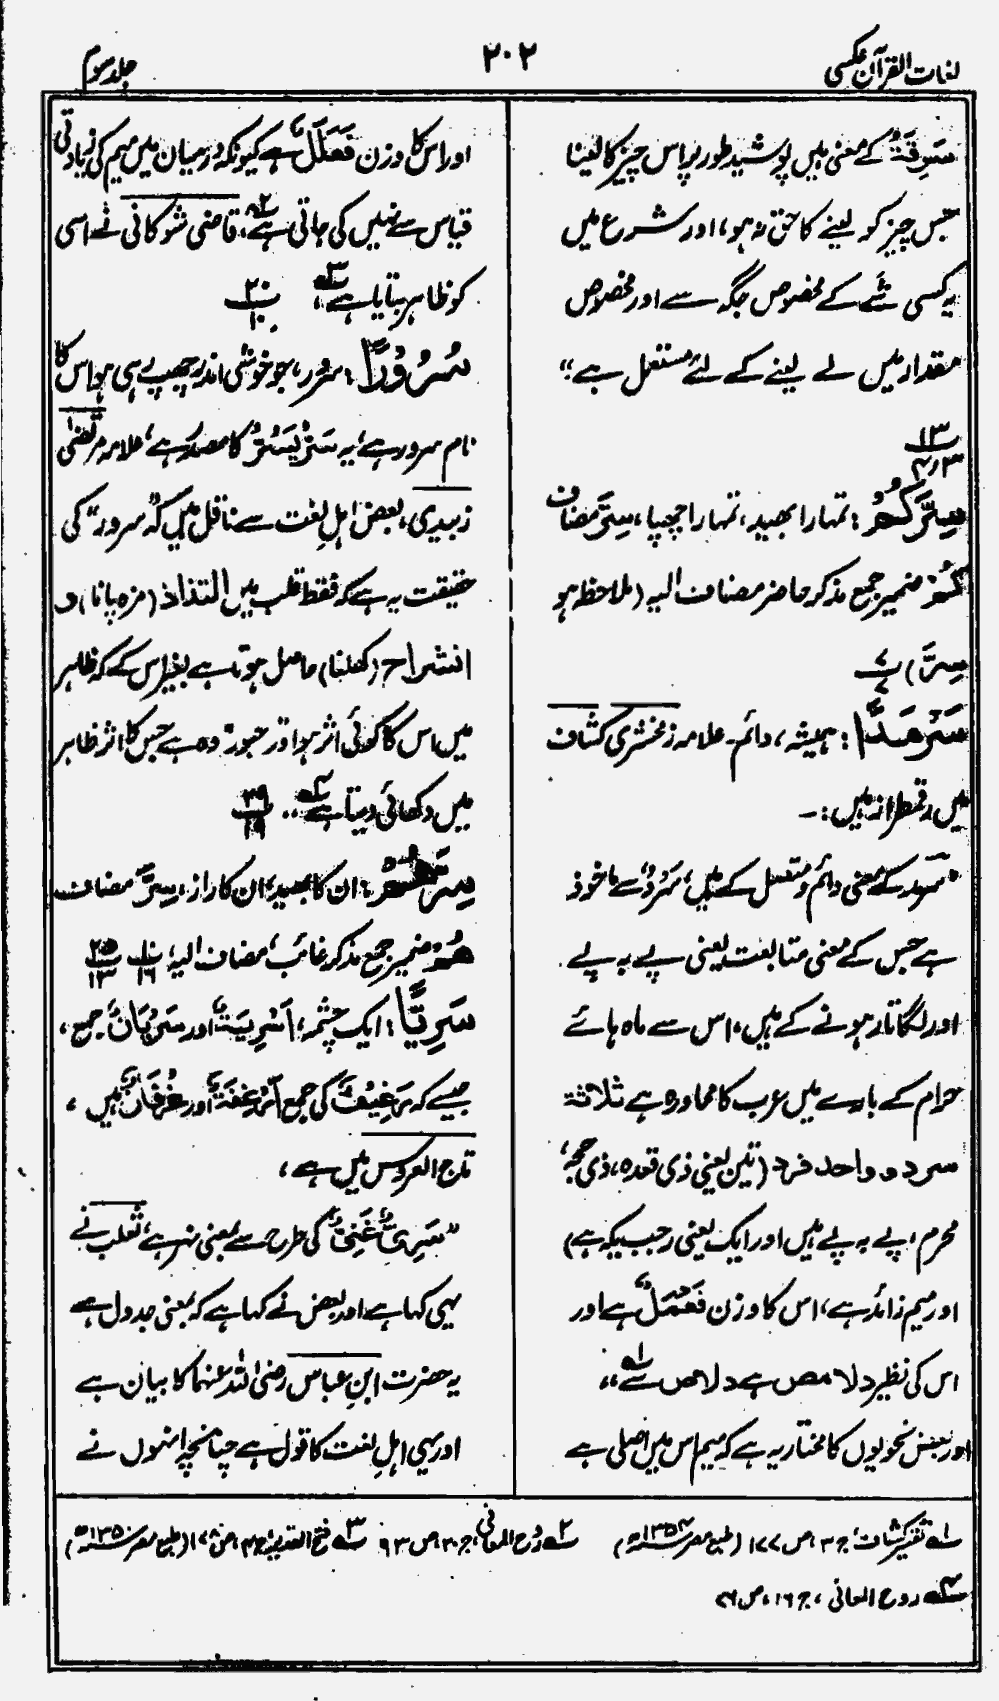 لغات القرآن عکسی
۲۰۲
جلد سوم
سَرِقَۃٌ کے معنی ہیں پوشیدہ طور پر اس چیز کا لینا
جس چیز کو لینے کا حق نہ ہو، اور شرع میں
یہ کسی شے کے مخصوص جگہ سے اور مخصوص
مقدار میں لے لینے کے لئے مستعمل ہے"
سِرَّکُمْ: تمہارا بھید، تمہارا چھپا، سِرَّ مضاف
کُمْ ضمیر جمع مذکر حاضر مضاف الیہ (ملاحظہ ہو
سِرًّا) ۷
سَرْمَدًا: ہمیشہ، دائم۔ علامہ زمخشری کشاف
میں رقمطراز ہیں:۔
"سرمد کے معنی دائم و متصل کے ہیں، سَرْدٌ سے ماخوذ
ہے جس کے معنی متابعت یعنی پے بہ پے
اور لگاتار ہونے کے ہیں، اس سے ماہ ہائے
حرام کے بارے میں عرب کا محاورہ ہے ثلاثۃ
سرد و واحد فرد (تین یعنی ذی قعدہ، ذی حجہ،
محرم، پے بہ پے ہیں اور ایک یعنی رجب یکہ ہے)
اور میم زائد ہے، اس کا وزن فَعْمَلٌ ہے اور
اس کی نظیر دلامص ہے دلاص سے"
اور بعض نحویوں کا مختار یہ ہے کہ میم اس میں اصلی ہے
اور اس کا وزن فَعْلَلٌ ہے کیونکہ درمیان میں میم کی زیادتی
قیاس سے نہیں کی جاتی ہے، قاضی شوکانی نے اسی
کو ظاہر بتایا ہے، ۲۰
سُرُوْرًا: سرور، جو خوشی اندر چھپے ہی ہو اس کا
نام سرور ہے، یہ سَرَّ یَسُرُّ کا مصدر ہے، علامہ مرتضیٰ
زبیدی، بعض اہلِ لغت سے ناقل ہیں کہ "سرور" کی
حقیقت یہ ہے کہ فقط قلب میں التذاذ (مزہ پانا) و
انشراح (کھلنا) حاصل ہوتا ہے بغیر اس کے کہ ظاہر
میں اس کا کوئی اثر ہو اور حبور وہ ہے جس کا اثر ظاہر
میں دکھائی دیتا ہے
سِرَّھُمْ: ان کا بھید، ان کا راز، سِرَّ مضاف
ھُمْ ضمیر جمع مذکر غائب، مضاف الیہ،
سَرِیًّا: ایک چشمہ، اَسْرِیَۃٌ اور سَرْیَانٌ جمع،
جیسے کہ رَغِیْفٌ کی جمع اَرْغِفَۃٌ اور رُغْفَانٌ ہیں،
تاج العروس میں ہے،
"سَرِیٌّ غَنِیٌّ کی طرح سے بمعنی نہر ہے، ثعلب نے
یہی کہا ہے اور بعض نے کہا ہے کہ بمعنی جدول ہے
یہ حضرت ابنِ عباس رضی اللہ عنہما کا بیان ہے
اور یہی اہلِ لغت کا قول ہے چنانچہ انہوں نے
۱ے تفسیر کشاف، ج ۳، ص ۱۷۷ (طبع مصر ۱۳۵۴ھ) ۲ے روح المعانی، ج ۲۰، ص ۹۳ ۳ے فتح القدیر، ج ۴، ص ۱۷۸ (طبع مصر ۱۳۵۰ھ)
۴ے روح المعانی، ج ۱۶، ص ۷۶